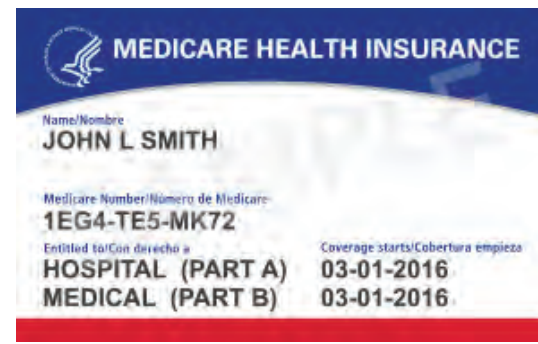 MEDICARE HEALTH INSURANCE
Name/Nombre
JOHN L SMITH
Medicare Number/Número de Medicare
1EG4-TE5-MK72
Entitled to/Con derecho a Coverage starts/Cobertura empieza
HOSPITAL (PART A) 03-01-2016
MEDICAL (PART B) 03-01-2016